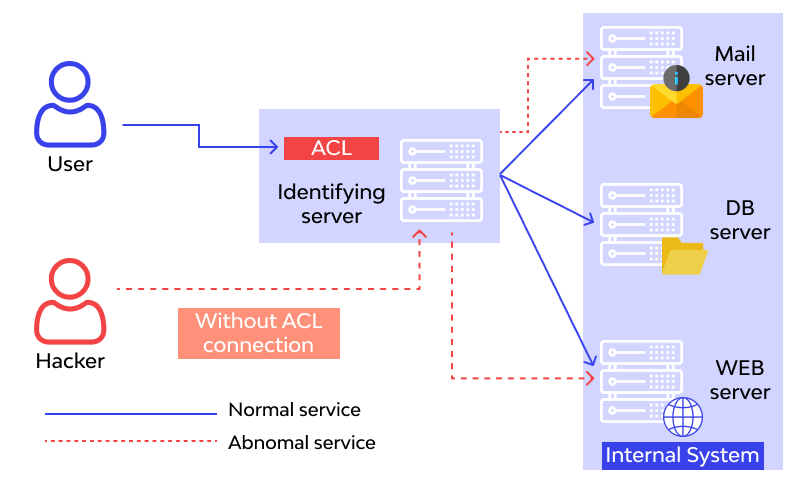 User
ACL
Identifying
server
Mail
server
DB
server
Hacker
Without ACL
connection
WEB
server
Normal service
Abnomal service
Internal System